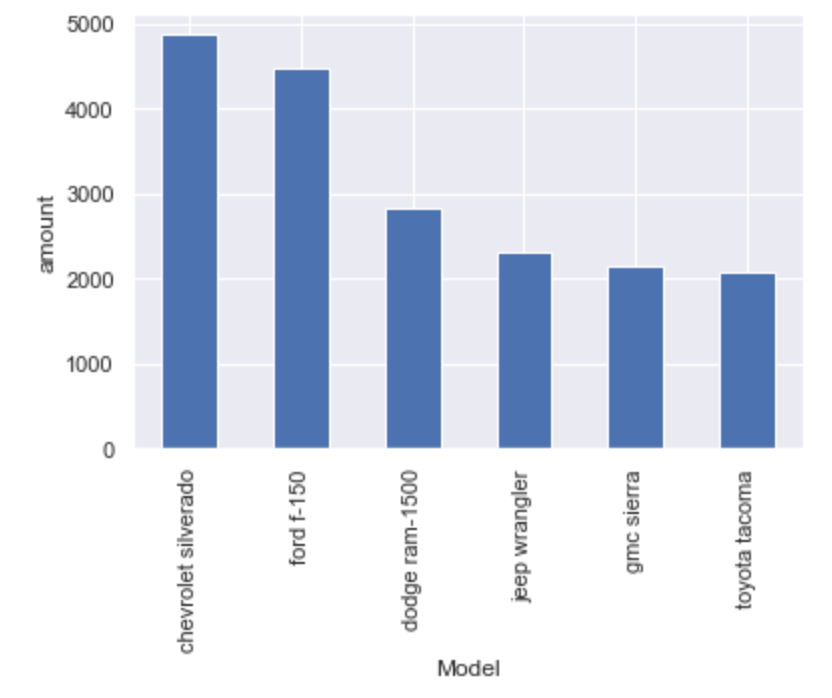 5000
4000
3000
2000
1000
0
amount
chevrolet silverado
ford f-150
dodge ram-1500
jeep wrangler
gmc sierra
toyota tacoma
Model